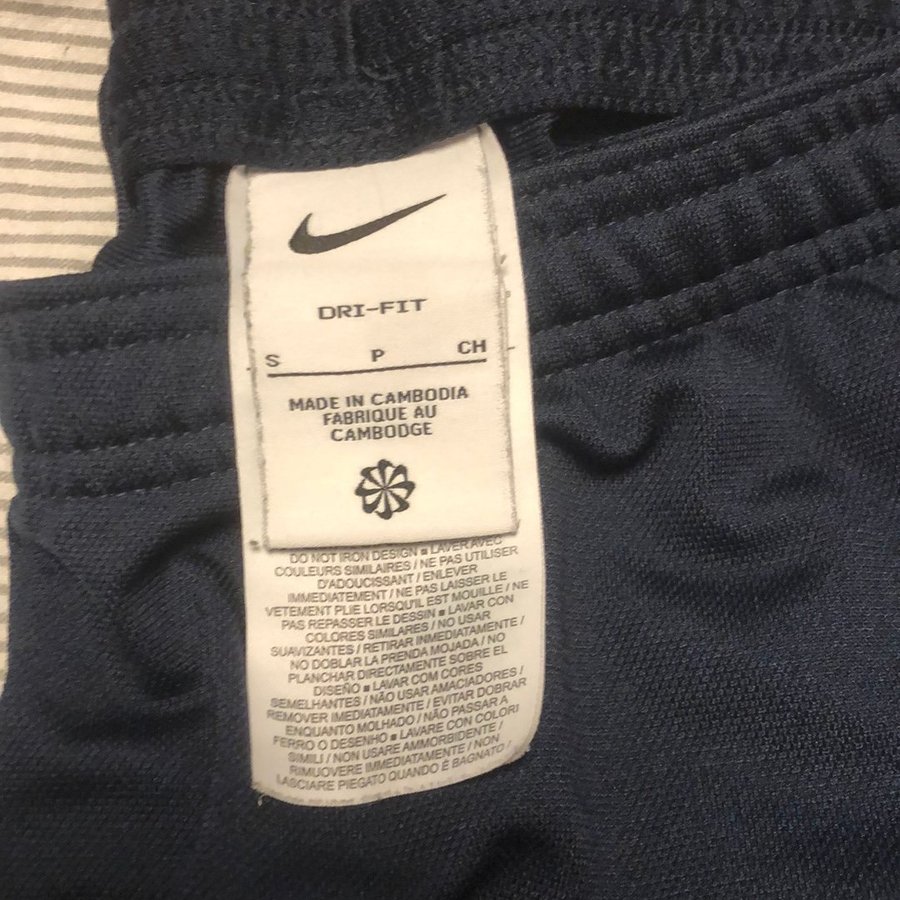 DRI-FIT
S P CH
MADE IN CAMBODIA
FABRIQUE AU
CAMBODGE
DO NOT IRON DESIGN ■ LAVER AVEC
COULEURS SIMILAIRES / NE PAS UTILISER
D'ADOUCISSANT / ENLEVER
IMMEDIATEMENT / NE PAS LAISSER LE
VETEMENT PLIE LORSQU'IL EST MOUILLE / NE
PAS REPASSER LE DESSIN ■ LAVAR CON
COLORES SIMILARES / NO USAR
SUAVIZANTES / RETIRAR INMEDIATAMENTE /
NO DOBLAR LA PRENDA MOJADA / NO
PLANCHAR DIRECTAMENTE SOBRE EL
DISEÑO ■ LAVAR COM CORES
SEMELHANTES / NÃO USAR AMACIADORES /
REMOVER IMEDIATAMENTE / EVITAR DOBRAR
ENQUANTO MOLHADO / NÃO PASSAR A
FERRO O DESENHO ■ LAVARE CON COLORI
SIMILI / NON USARE AMMORBIDENTE /
RIMUOVERE IMMEDIATAMENTE / NON
LASCIARE PIEGATO QUANDO È BAGNATO /